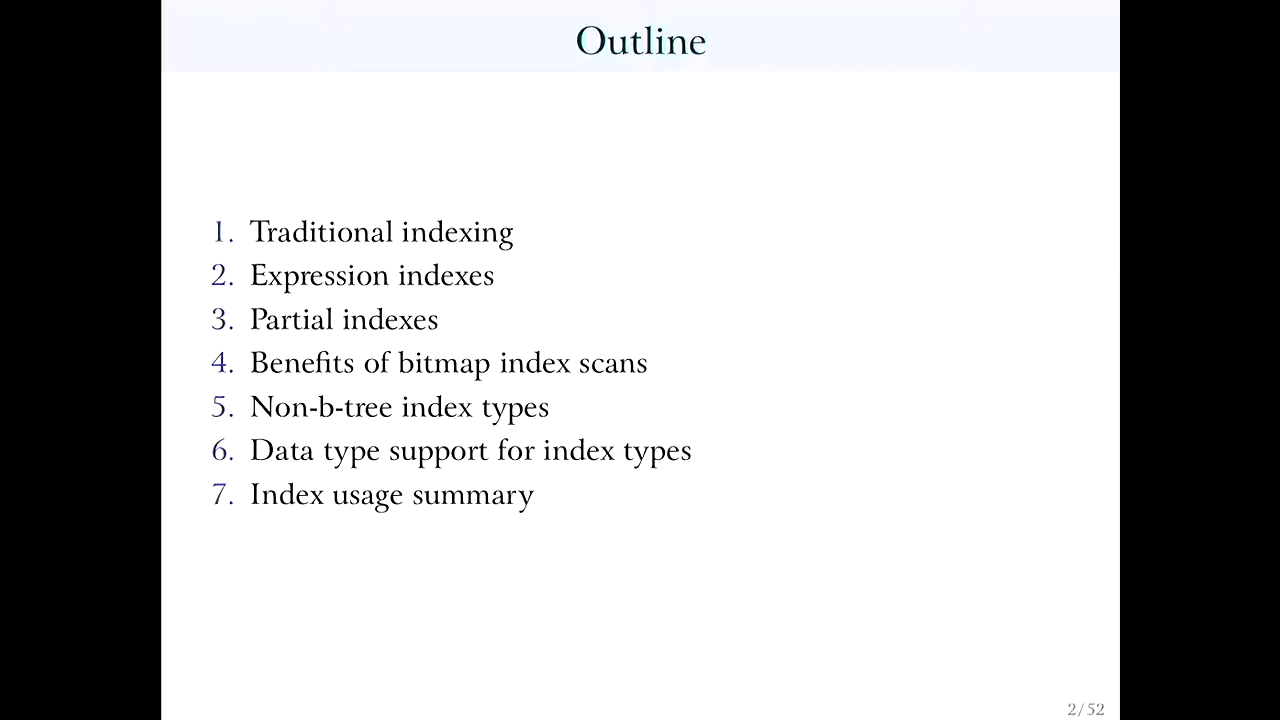 Outline
1. Traditional indexing
2. Expression indexes
3. Partial indexes
4. Benefits of bitmap index scans
5. Non-b-tree index types
6. Data type support for index types
7. Index usage summary
2/52